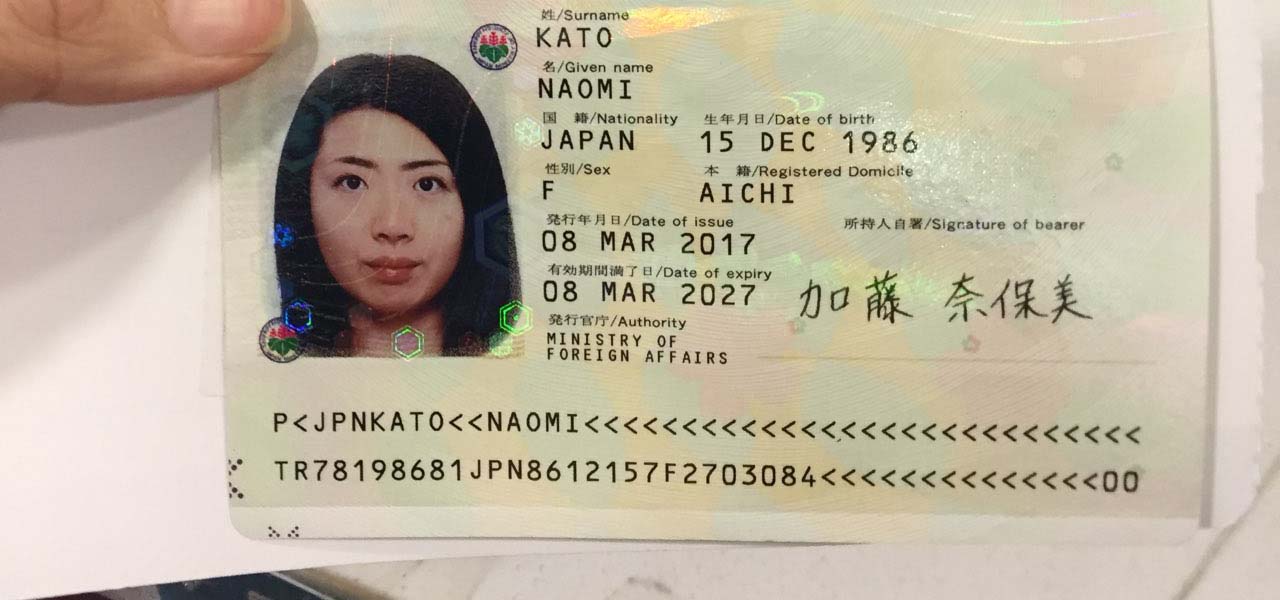 姓/Surname
KATO
名/Given name
NAOMI
国 籍/Nationality 生年月日/Date of birth
JAPAN 15 DEC 1986
性別/Sex 本 籍/Registered Domicile
F AICHI
発行年月日/Date of issue 所持人自署/Signature of bearer
08 MAR 2017
有効期間満了日/Date of expiry
08 MAR 2027 加藤 奈保美
発行官庁/Authority
MINISTRY OF
FOREIGN AFFAIRS
P<JPNKATO<<NAOMI<<<<<<<<<<<<<<<<<<<<<<<<<<<<
TR78198681JPN8612157F2703084<<<<<<<<<<<<<<00